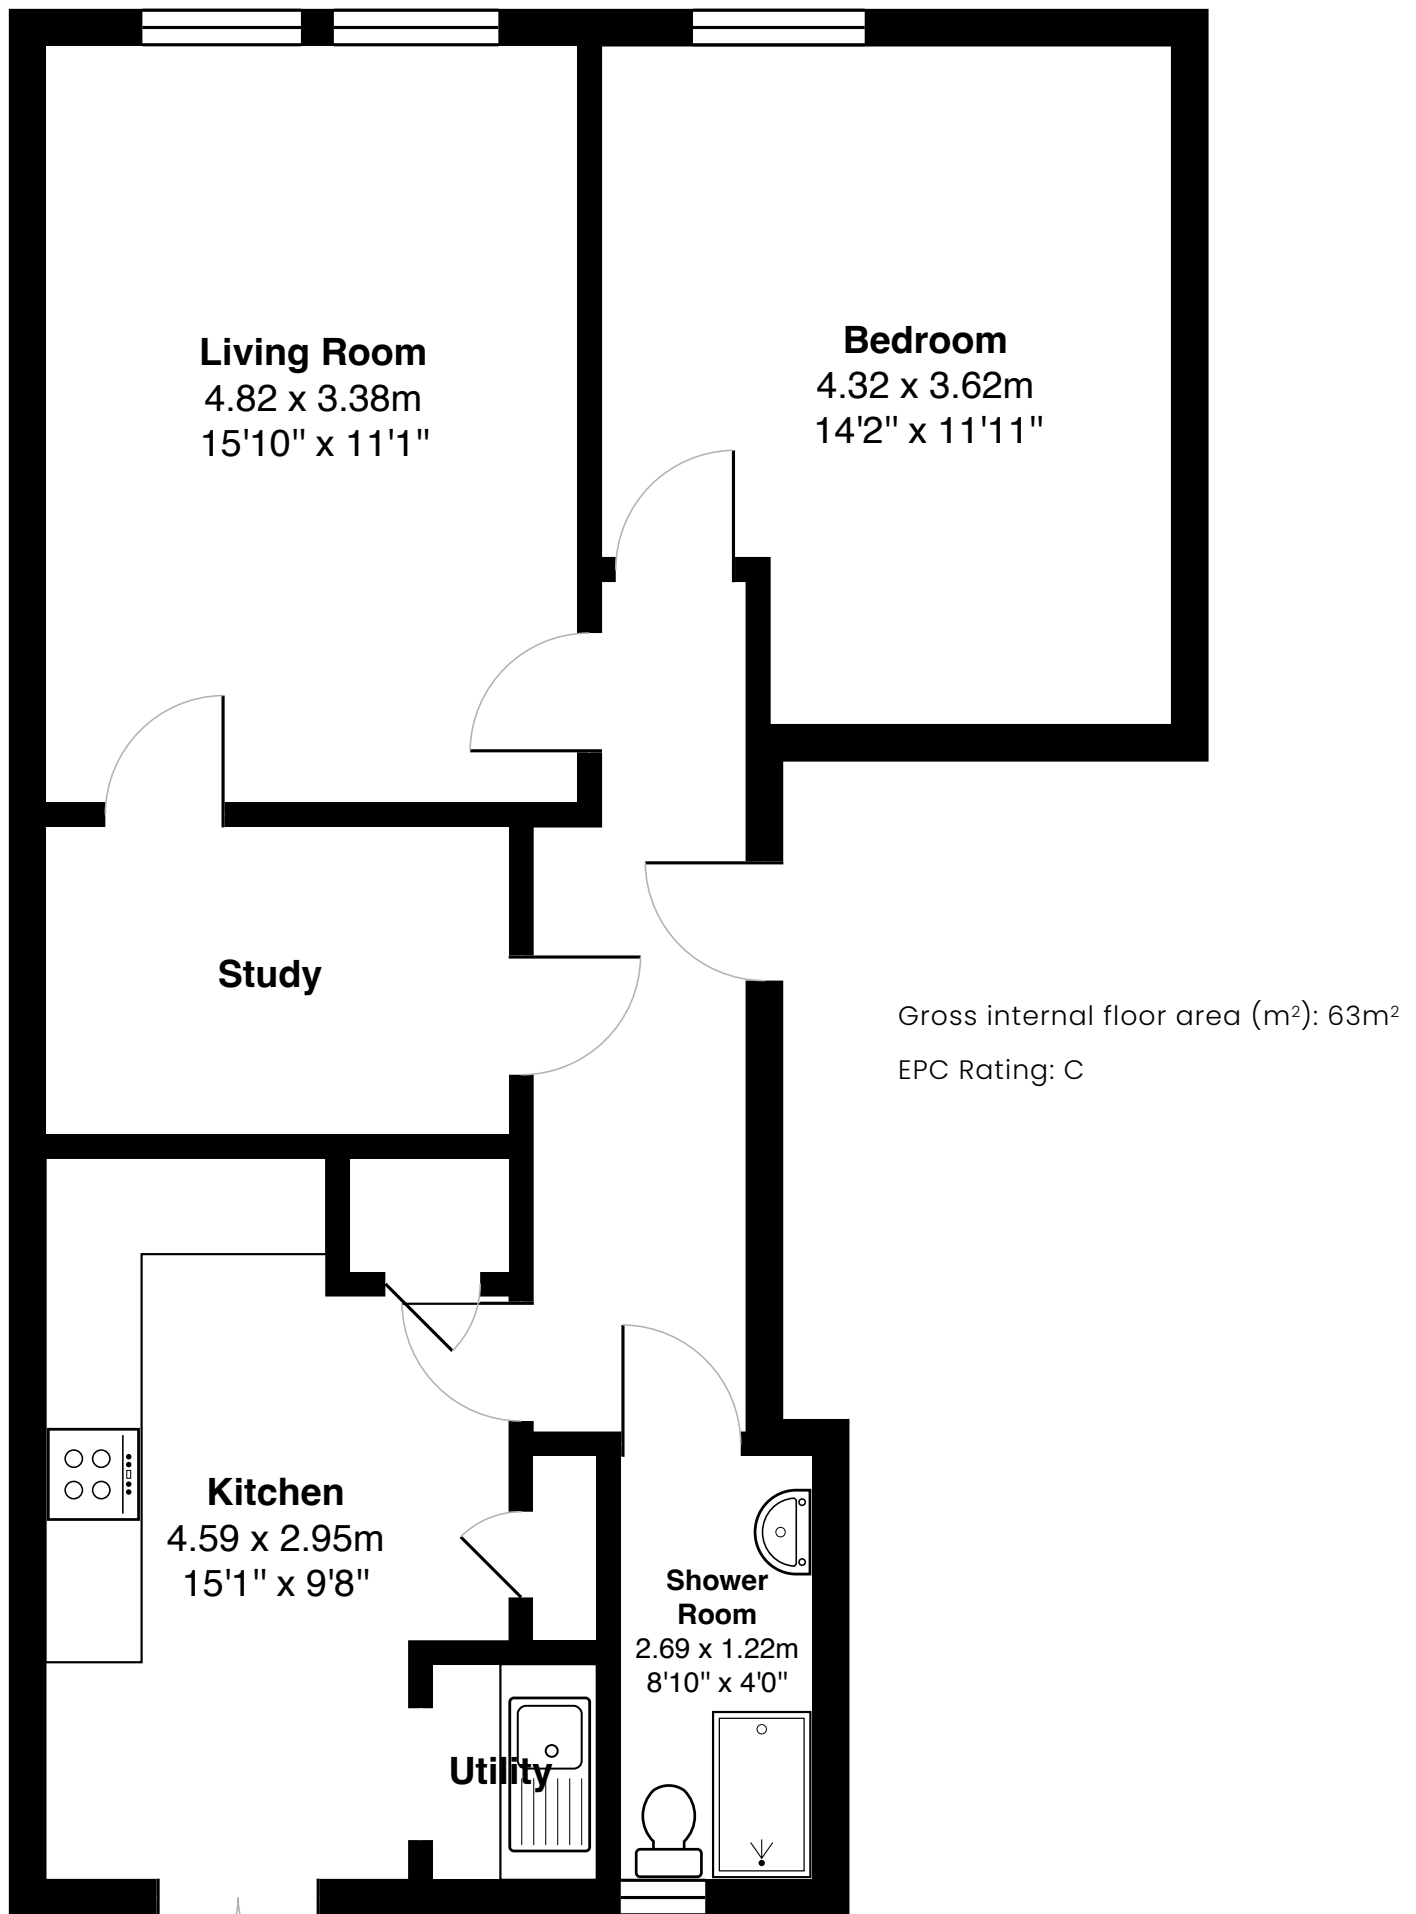 Living Room
4.82 x 3.38m
15'10" x 11'1"
Bedroom
4.32 x 3.62m
14'2" x 11'11"
Study
Gross internal floor area (m²): 63m²
EPC Rating: C
Kitchen
4.59 x 2.95m
15'1" x 9'8"
Shower
Room
2.69 x 1.22m
8'10" x 4'0"
Utility